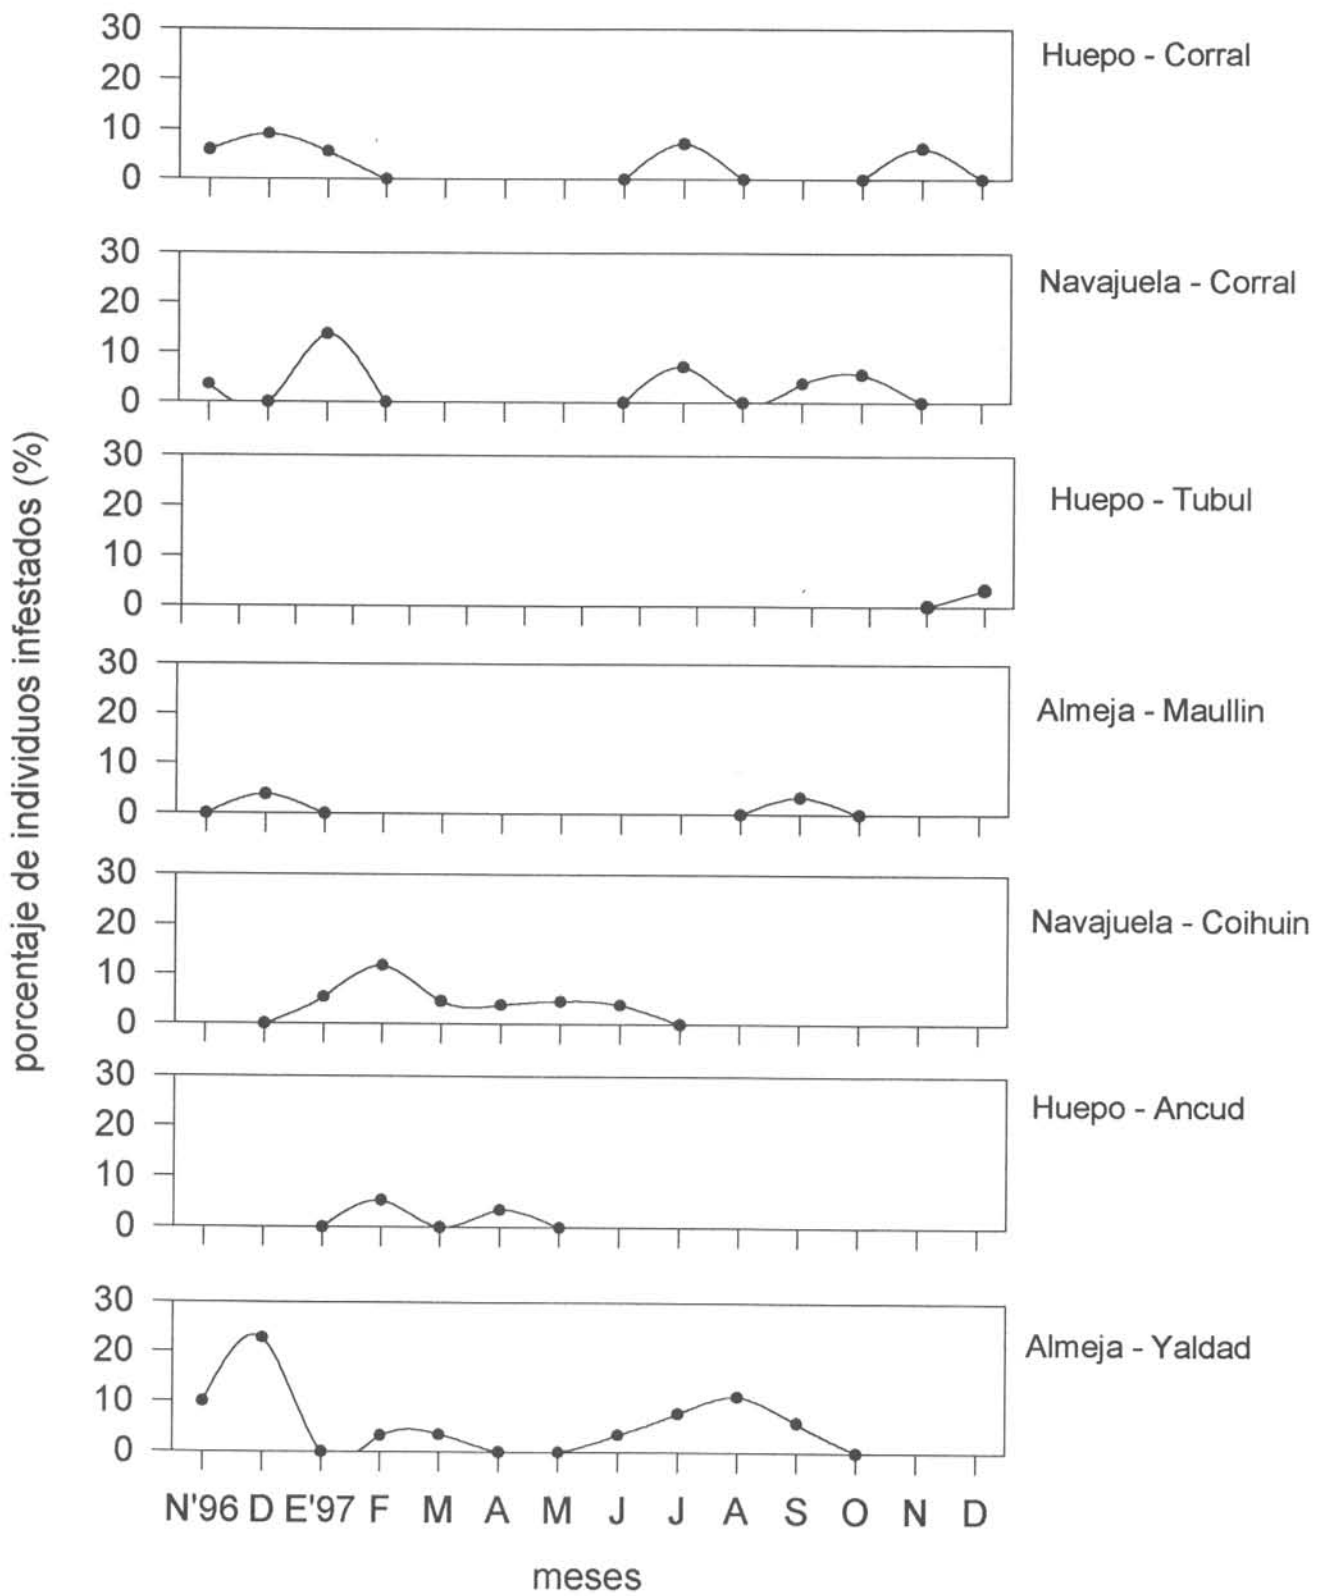 30
20
10
0
Huepo - Corral
30
20
10
0
Navajuela - Corral
30
20
10
0
Huepo - Tubul
30
20
10
0
Almeja - Maullin
30
20
10
0
Navajuela - Coihuin
30
20
10
0
Huepo - Ancud
30
20
10
0
Almeja - Yaldad
porcentaje de individuos infestados (%)
N'96 D E'97 F M A M J J A S O N D
meses